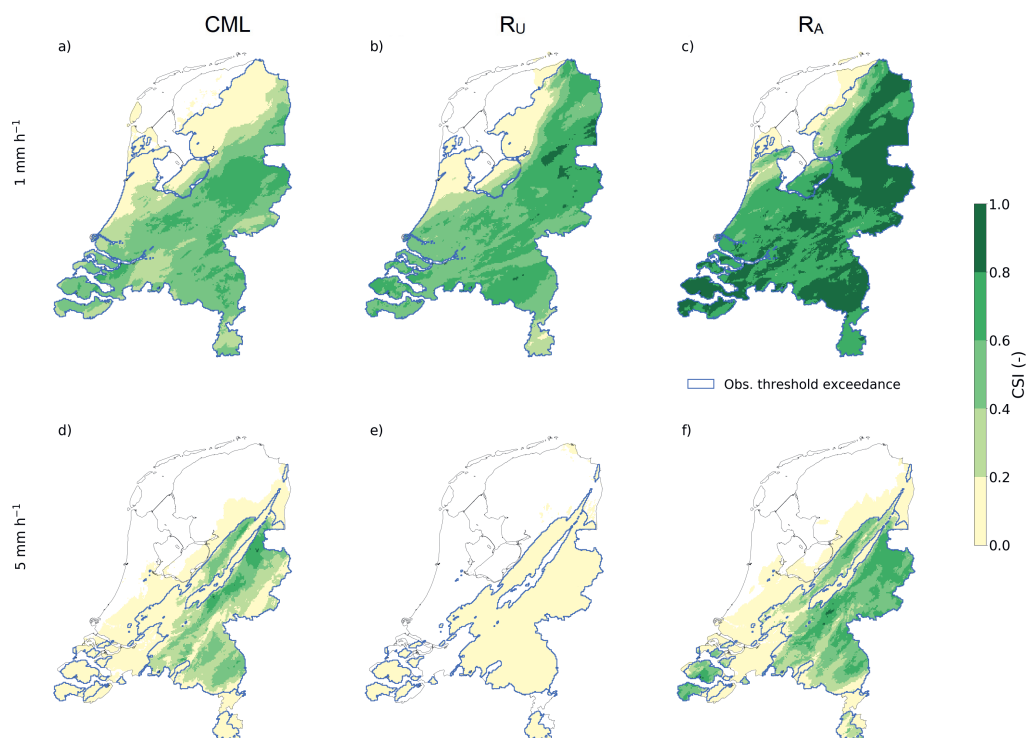 CML
R_U
R_A
a)
b)
c)
1 mm h⁻¹
Obs. threshold exceedance
1.0
0.8
0.6
0.4
0.2
0.0
CSI (-)
d)
e)
f)
5 mm h⁻¹